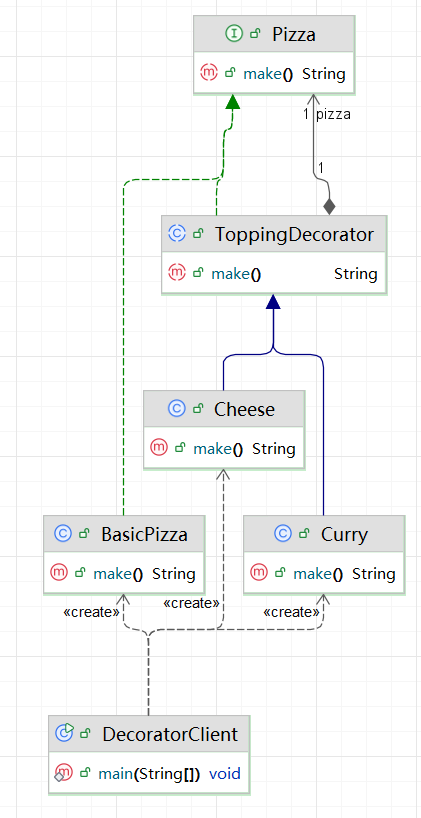 Pizza
make() String
1 pizza
1
ToppingDecorator
make() String
Cheese
make() String
BasicPizza
make() String
Curry
make() String
«create»
«create»
«create»
DecoratorClient
main(String[]) void